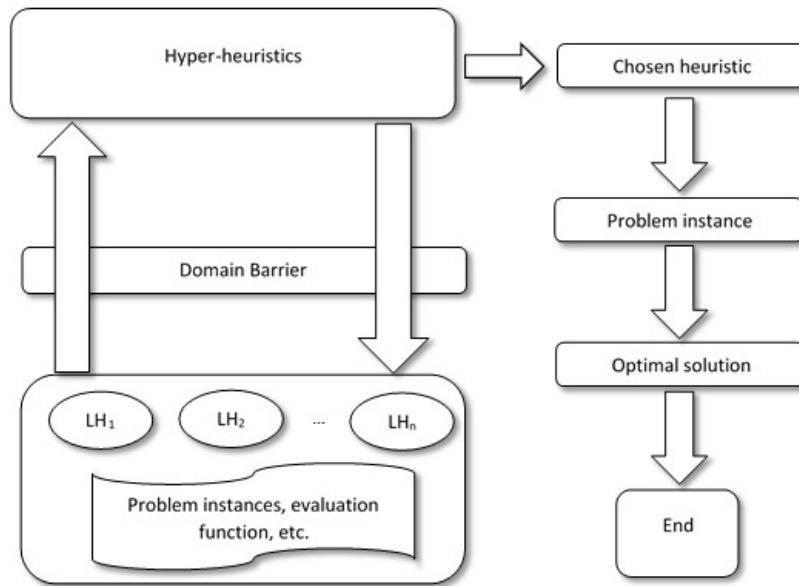 Hyper-heuristics
Chosen heuristic
Problem instance
Domain Barrier
Optimal solution
LH₁
LH₂
...
LHₙ
Problem instances, evaluation
function, etc.
End